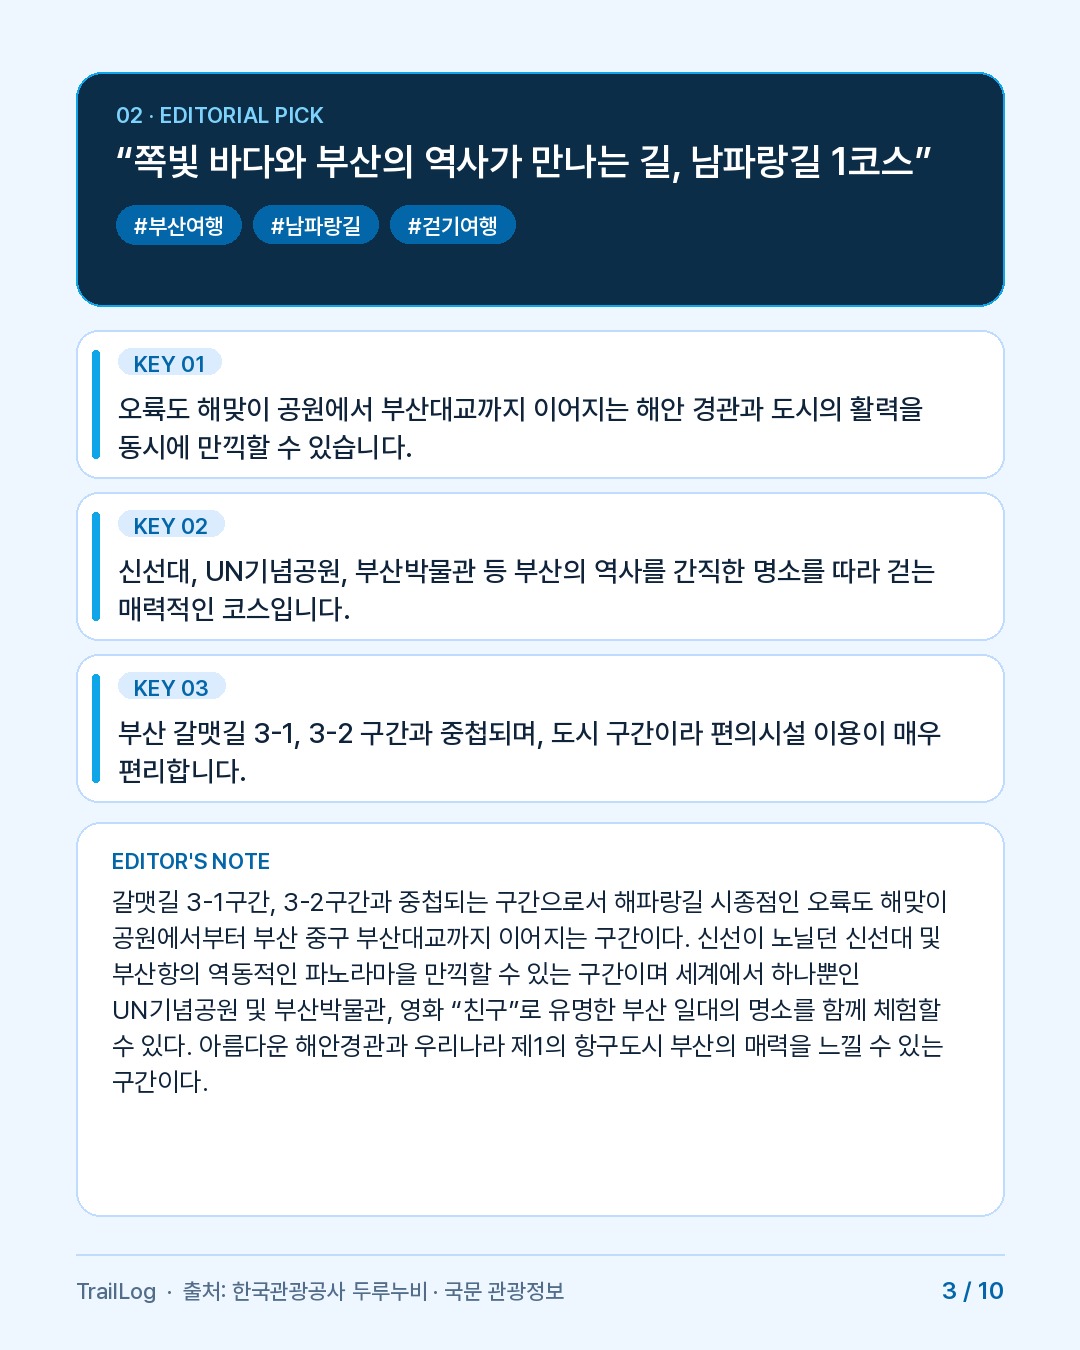 02 · EDITORIAL PICK
“쪽빛 바다와 부산의 역사가 만나는 길, 남파랑길 1코스”
#부산여행 #남파랑길 #걷기여행
KEY 01
오륙도 해맞이 공원에서 부산대교까지 이어지는 해안 경관과 도시의 활력을
동시에 만끽할 수 있습니다.
KEY 02
신선대, UN기념공원, 부산박물관 등 부산의 역사를 간직한 명소를 따라 걷는
매력적인 코스입니다.
KEY 03
부산 갈맷길 3-1, 3-2 구간과 중첩되며, 도시 구간이라 편의시설 이용이 매우
편리합니다.
EDITOR'S NOTE
갈맷길 3-1구간, 3-2구간과 중첩되는 구간으로서 해파랑길 시종점인 오륙도 해맞이
공원에서부터 부산 중구 부산대교까지 이어지는 구간이다. 신선이 노닐던 신선대 및
부산항의 역동적인 파노라마을 만끽할 수 있는 구간이며 세계에서 하나뿐인
UN기념공원 및 부산박물관, 영화 “친구”로 유명한 부산 일대의 명소를 함께 체험할
수 있다. 아름다운 해안경관과 우리나라 제1의 항구도시 부산의 매력을 느낄 수 있는
구간이다.
TrailLog · 출처: 한국관광공사 두루누비 · 국문 관광정보
3 / 10